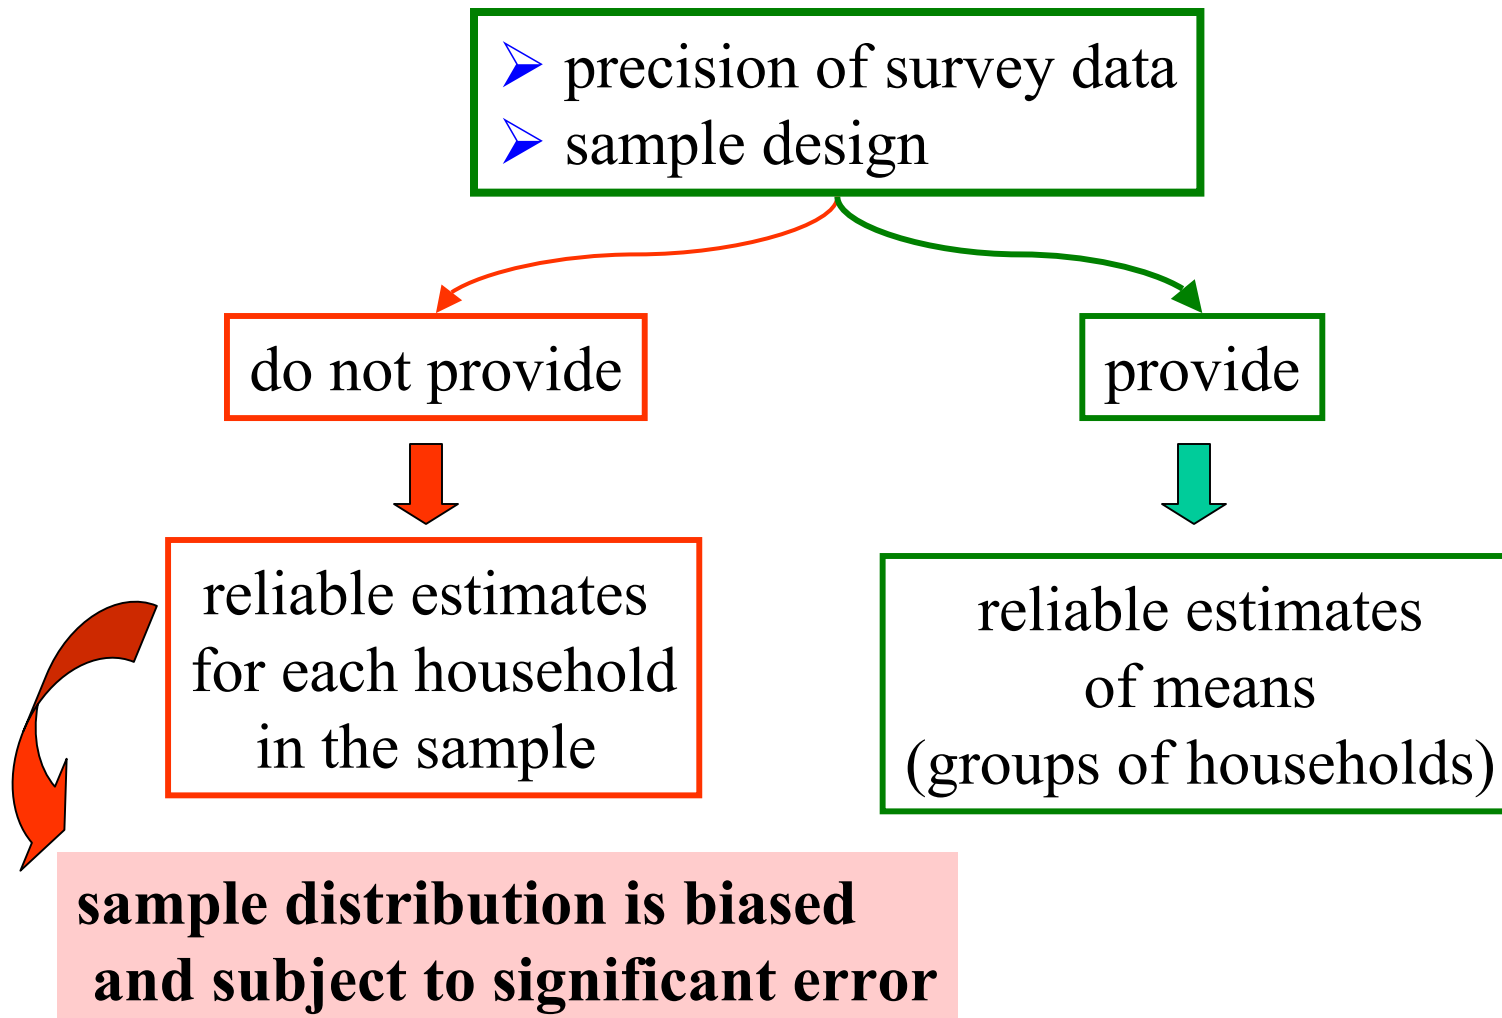 ➢ precision of survey data
➢ sample design
do not provide
provide
reliable estimates
for each household
in the sample
reliable estimates
of means
(groups of households)
sample distribution is biased
and subject to significant error